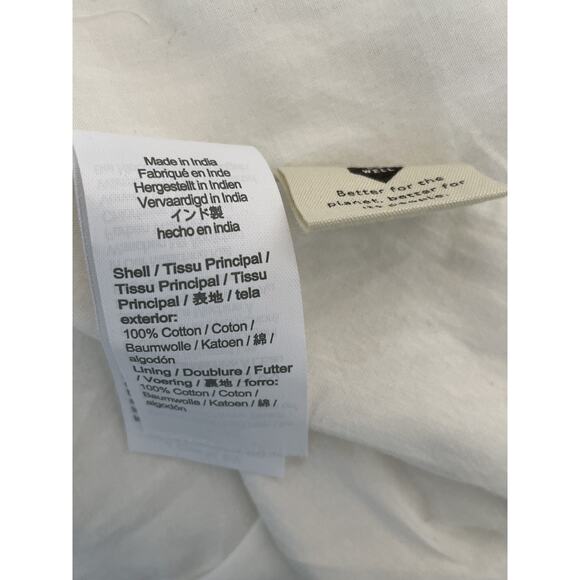 Made in India
Fabriqué en Inde
Hergestellt in Indien
Vervaardigd in India
インド製
hecho en india
Shell / Tissu Principal /
Tissu Principal / Tissu
Principal / 表地 / tela
exterior:
100% Cotton / Coton /
Baumwolle / Katoen / 綿 /
algodón
Lining / Doublure / Futter
/ Voering / 裏地 / forro:
100% Cotton / Coton /
Baumwolle / Katoen / 綿 /
algodón
WELL
Better for the
planet, better for
its people.